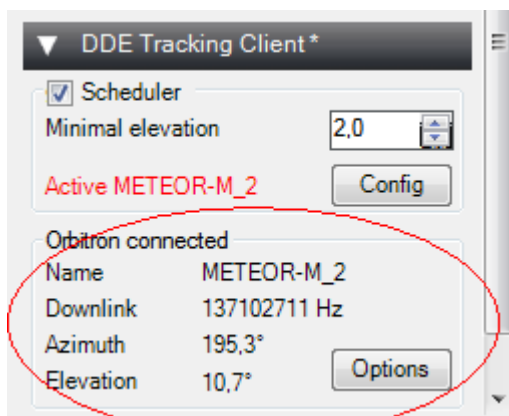 DDE Tracking Client*
Scheduler
Minimal elevation 2,0
Active METEOR-M_2 Config
Orbitron connected
Name METEOR-M_2
Downlink 137102711 Hz
Azimuth 195,3°
Elevation 10,7° Options